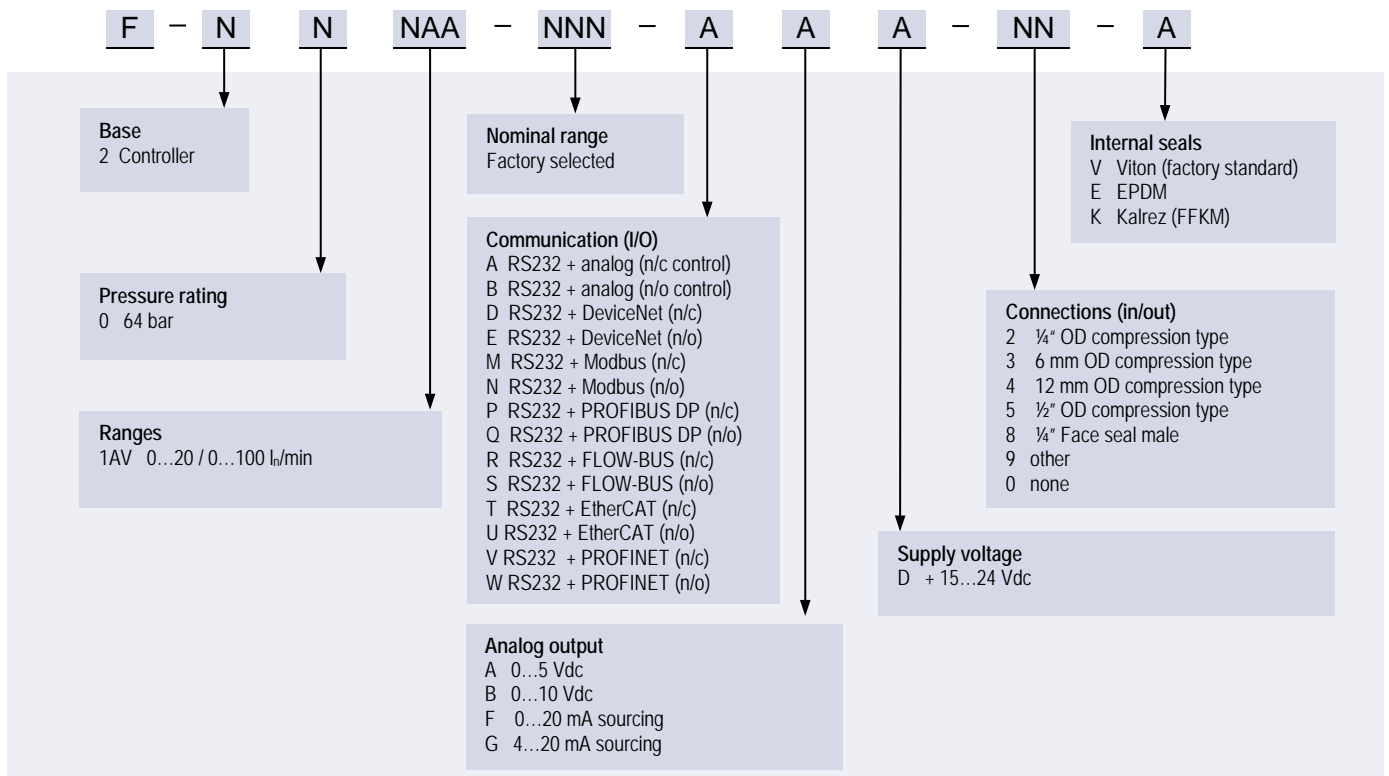 F – N N NAA – NNN – A A A – NN – A
Base
2 Controller
Pressure rating
0 64 bar
Ranges
1AV 0…20 / 0…100 lₙ/min
Nominal range
Factory selected
Communication (I/O)
A RS232 + analog (n/c control)
B RS232 + analog (n/o control)
D RS232 + DeviceNet (n/c)
E RS232 + DeviceNet (n/o)
M RS232 + Modbus (n/c)
N RS232 + Modbus (n/o)
P RS232 + PROFIBUS DP (n/c)
Q RS232 + PROFIBUS DP (n/o)
R RS232 + FLOW-BUS (n/c)
S RS232 + FLOW-BUS (n/o)
T RS232 + EtherCAT (n/c)
U RS232 + EtherCAT (n/o)
V RS232 + PROFINET (n/c)
W RS232 + PROFINET (n/o)
Analog output
A 0…5 Vdc
B 0…10 Vdc
F 0…20 mA sourcing
G 4…20 mA sourcing
Internal seals
V Viton (factory standard)
E EPDM
K Kalrez (FFKM)
Connections (in/out)
2 ¼" OD compression type
3 6 mm OD compression type
4 12 mm OD compression type
5 ½" OD compression type
8 ¼" Face seal male
9 other
0 none
Supply voltage
D + 15…24 Vdc